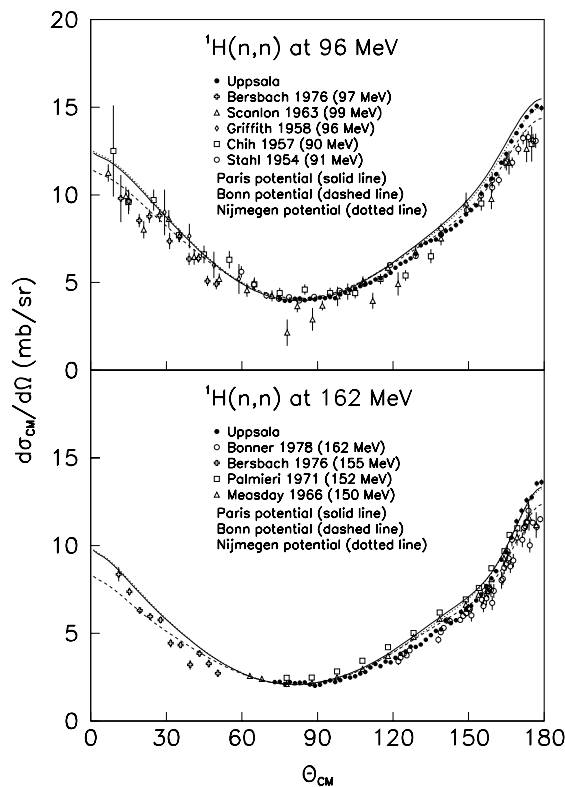 20
¹H(n,n) at 96 MeV
Uppsala
Bersbach 1976 (97 MeV)
Scanlon 1963 (99 MeV)
Griffith 1958 (96 MeV)
Chih 1957 (90 MeV)
Stahl 1954 (91 MeV)
Paris potential (solid line)
Bonn potential (dashed line)
Nijmegen potential (dotted line)
15
10
5
0
dσCM/dΩ (mb/sr)
¹H(n,n) at 162 MeV
Uppsala
Bonner 1978 (162 MeV)
Bersbach 1976 (155 MeV)
Palmieri 1971 (152 MeV)
Measday 1966 (150 MeV)
Paris potential (solid line)
Bonn potential (dashed line)
Nijmegen potential (dotted line)
15
10
5
0
0 30 60 90 120 150 180
ΘCM